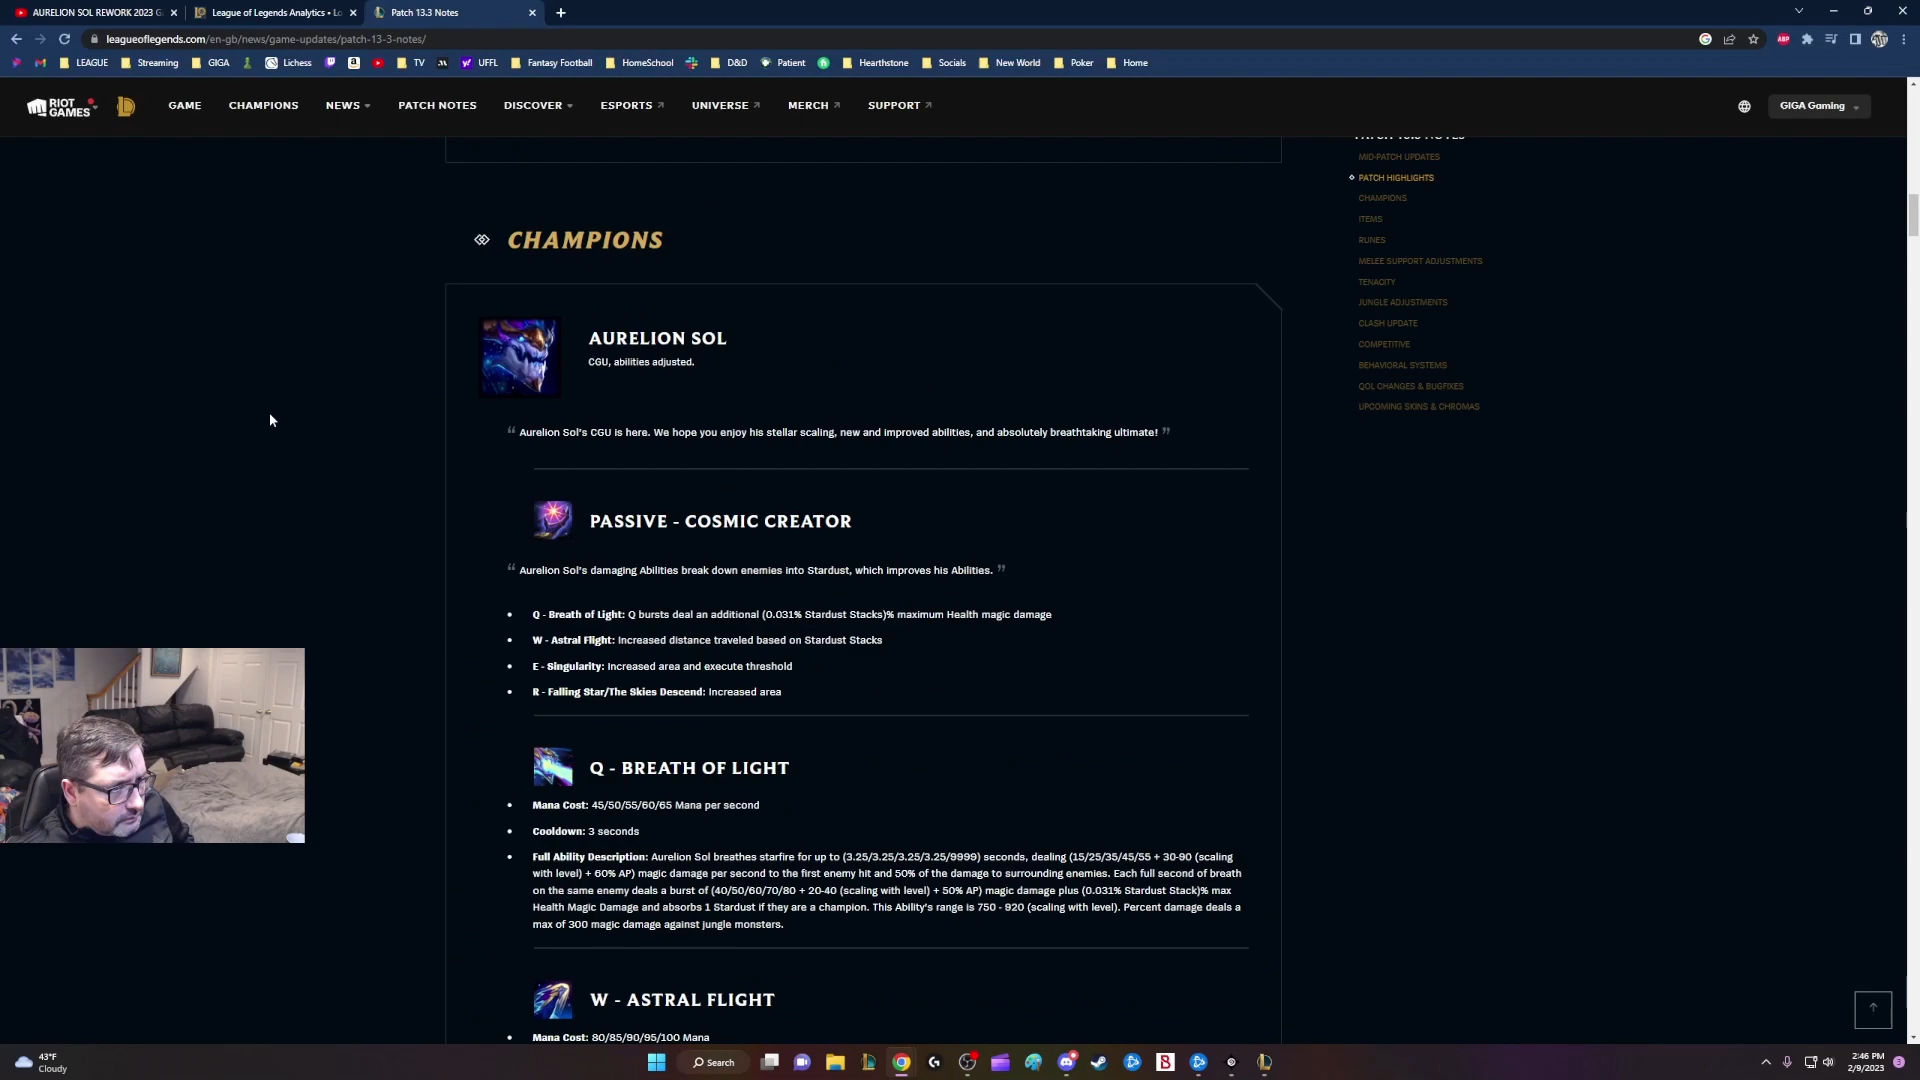 AURELION SOL REWORK 2023 G
League of Legends Analytics • Lo
Patch 13.3 Notes
leagueoflegends.com/en-gb/news/game-updates/patch-13-3-notes/
ABP
LEAGUE
Streaming
GIGA
Lichess
TV
UFFL
Fantasy Football
HomeSchool
D&D
Patient
Hearthstone
Socials
New World
Poker
Home
RIOT GAMES
GAME
CHAMPIONS
NEWS
PATCH NOTES
DISCOVER
ESPORTS
UNIVERSE
MERCH
SUPPORT
GIGA Gaming
CHAMPIONS
AURELION SOL
CGU, abilities adjusted.
“ Aurelion Sol's CGU is here. We hope you enjoy his stellar scaling, new and improved abilities, and absolutely breathtaking ultimate! ”
PASSIVE - COSMIC CREATOR
“ Aurelion Sol's damaging Abilities break down enemies into Stardust, which improves his Abilities. ”
• Q - Breath of Light: Q bursts deal an additional (0.031% Stardust Stacks)% maximum Health magic damage
• W - Astral Flight: Increased distance traveled based on Stardust Stacks
• E - Singularity: Increased area and execute threshold
• R - Falling Star/The Skies Descend: Increased area
Q - BREATH OF LIGHT
• Mana Cost: 45/50/55/60/65 Mana per second
• Cooldown: 3 seconds
• Full Ability Description: Aurelion Sol breathes starfire for up to (3.25/3.25/3.25/3.25/9999) seconds, dealing (15/25/35/45/55 + 30-90 (scaling
with level) + 60% AP) magic damage per second to the first enemy hit and 50% of the damage to surrounding enemies. Each full second of breath
on the same enemy deals a burst of (40/50/60/70/80 + 20-40 (scaling with level) + 50% AP) magic damage plus (0.031% Stardust Stack)% max
Health Magic Damage and absorbs 1 Stardust if they are a champion. This Ability's range is 750 - 920 (scaling with level). Percent damage deals a
max of 300 magic damage against jungle monsters.
W - ASTRAL FLIGHT
• Mana Cost: 80/85/90/95/100 Mana
MID-PATCH UPDATES
PATCH HIGHLIGHTS
CHAMPIONS
ITEMS
RUNES
MELEE SUPPORT ADJUSTMENTS
TENACITY
JUNGLE ADJUSTMENTS
CLASH UPDATE
COMPETITIVE
BEHAVIORAL SYSTEMS
QOL CHANGES & BUGFIXES
UPCOMING SKINS & CHROMAS
43°F
Cloudy
Search
2:46 PM
2/9/2023
3